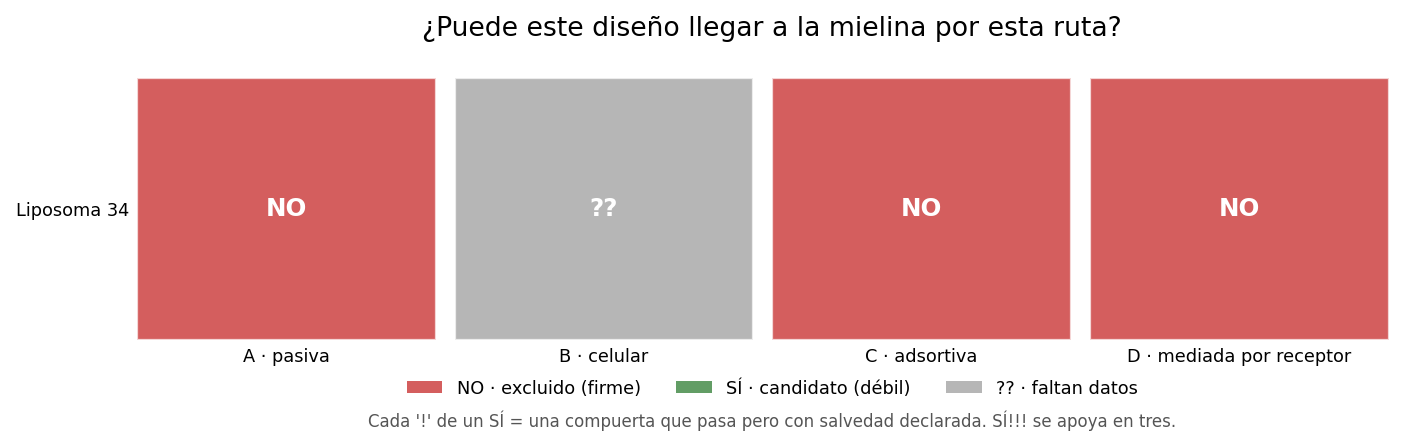 ¿Puede este diseño llegar a la mielina por esta ruta?
Liposoma 34
NO
??
NO
NO
A · pasiva
B · celular
C · adsortiva
D · mediada por receptor
NO · excluido (firme)
SÍ · candidato (débil)
?? · faltan datos
Cada '!' de un SÍ = una compuerta que pasa pero con salvedad declarada. SÍ!!! se apoya en tres.